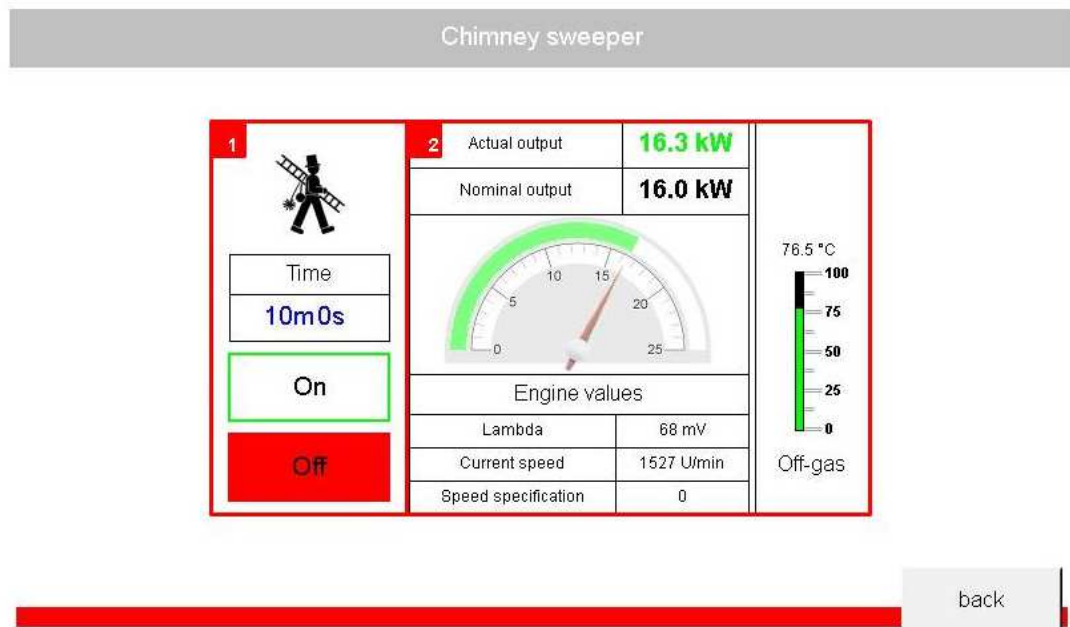 Chimney sweeper
1
Time
10m0s
On
Off
2
Actual output 16.3 kW
Nominal output 16.0 kW
0
5
10
15
20
25
Engine values
Lambda 68 mV
Current speed 1527 U/min
Speed specification 0
76.5 °C
100
75
50
25
0
Off-gas
back